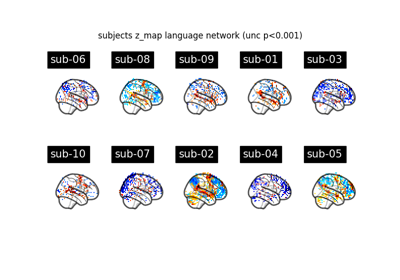 subjects z_map language network (unc p<0.001)
sub-06 sub-08 sub-09 sub-01 sub-03
sub-10 sub-07 sub-02 sub-04 sub-05